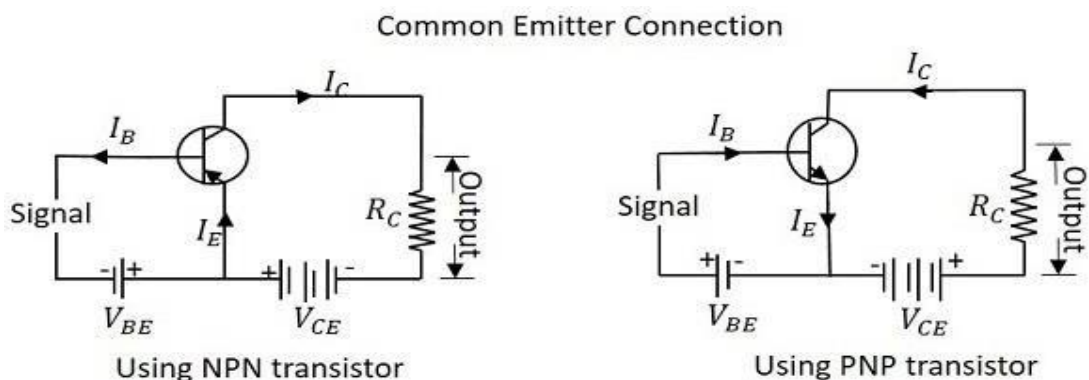 Common Emitter Connection
I_C
I_B
Signal
I_E
R_C
Output
- +
+ -
V_BE
V_CE
Using NPN transistor
I_C
I_B
Signal
I_E
R_C
Output
+ -
- +
V_BE
V_CE
Using PNP transistor